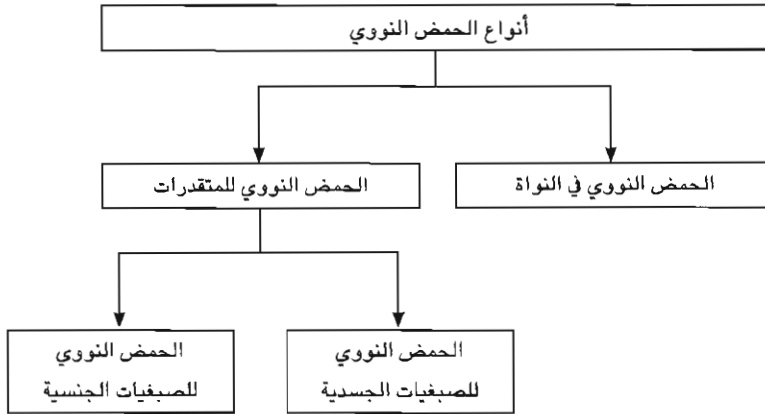 أنواع الحمض النووي
الحمض النووي في النواة
الحمض النووي للمتقدرات
الحمض النووي
للصبغيات الجسدية
الحمض النووي
للصبغيات الجنسية